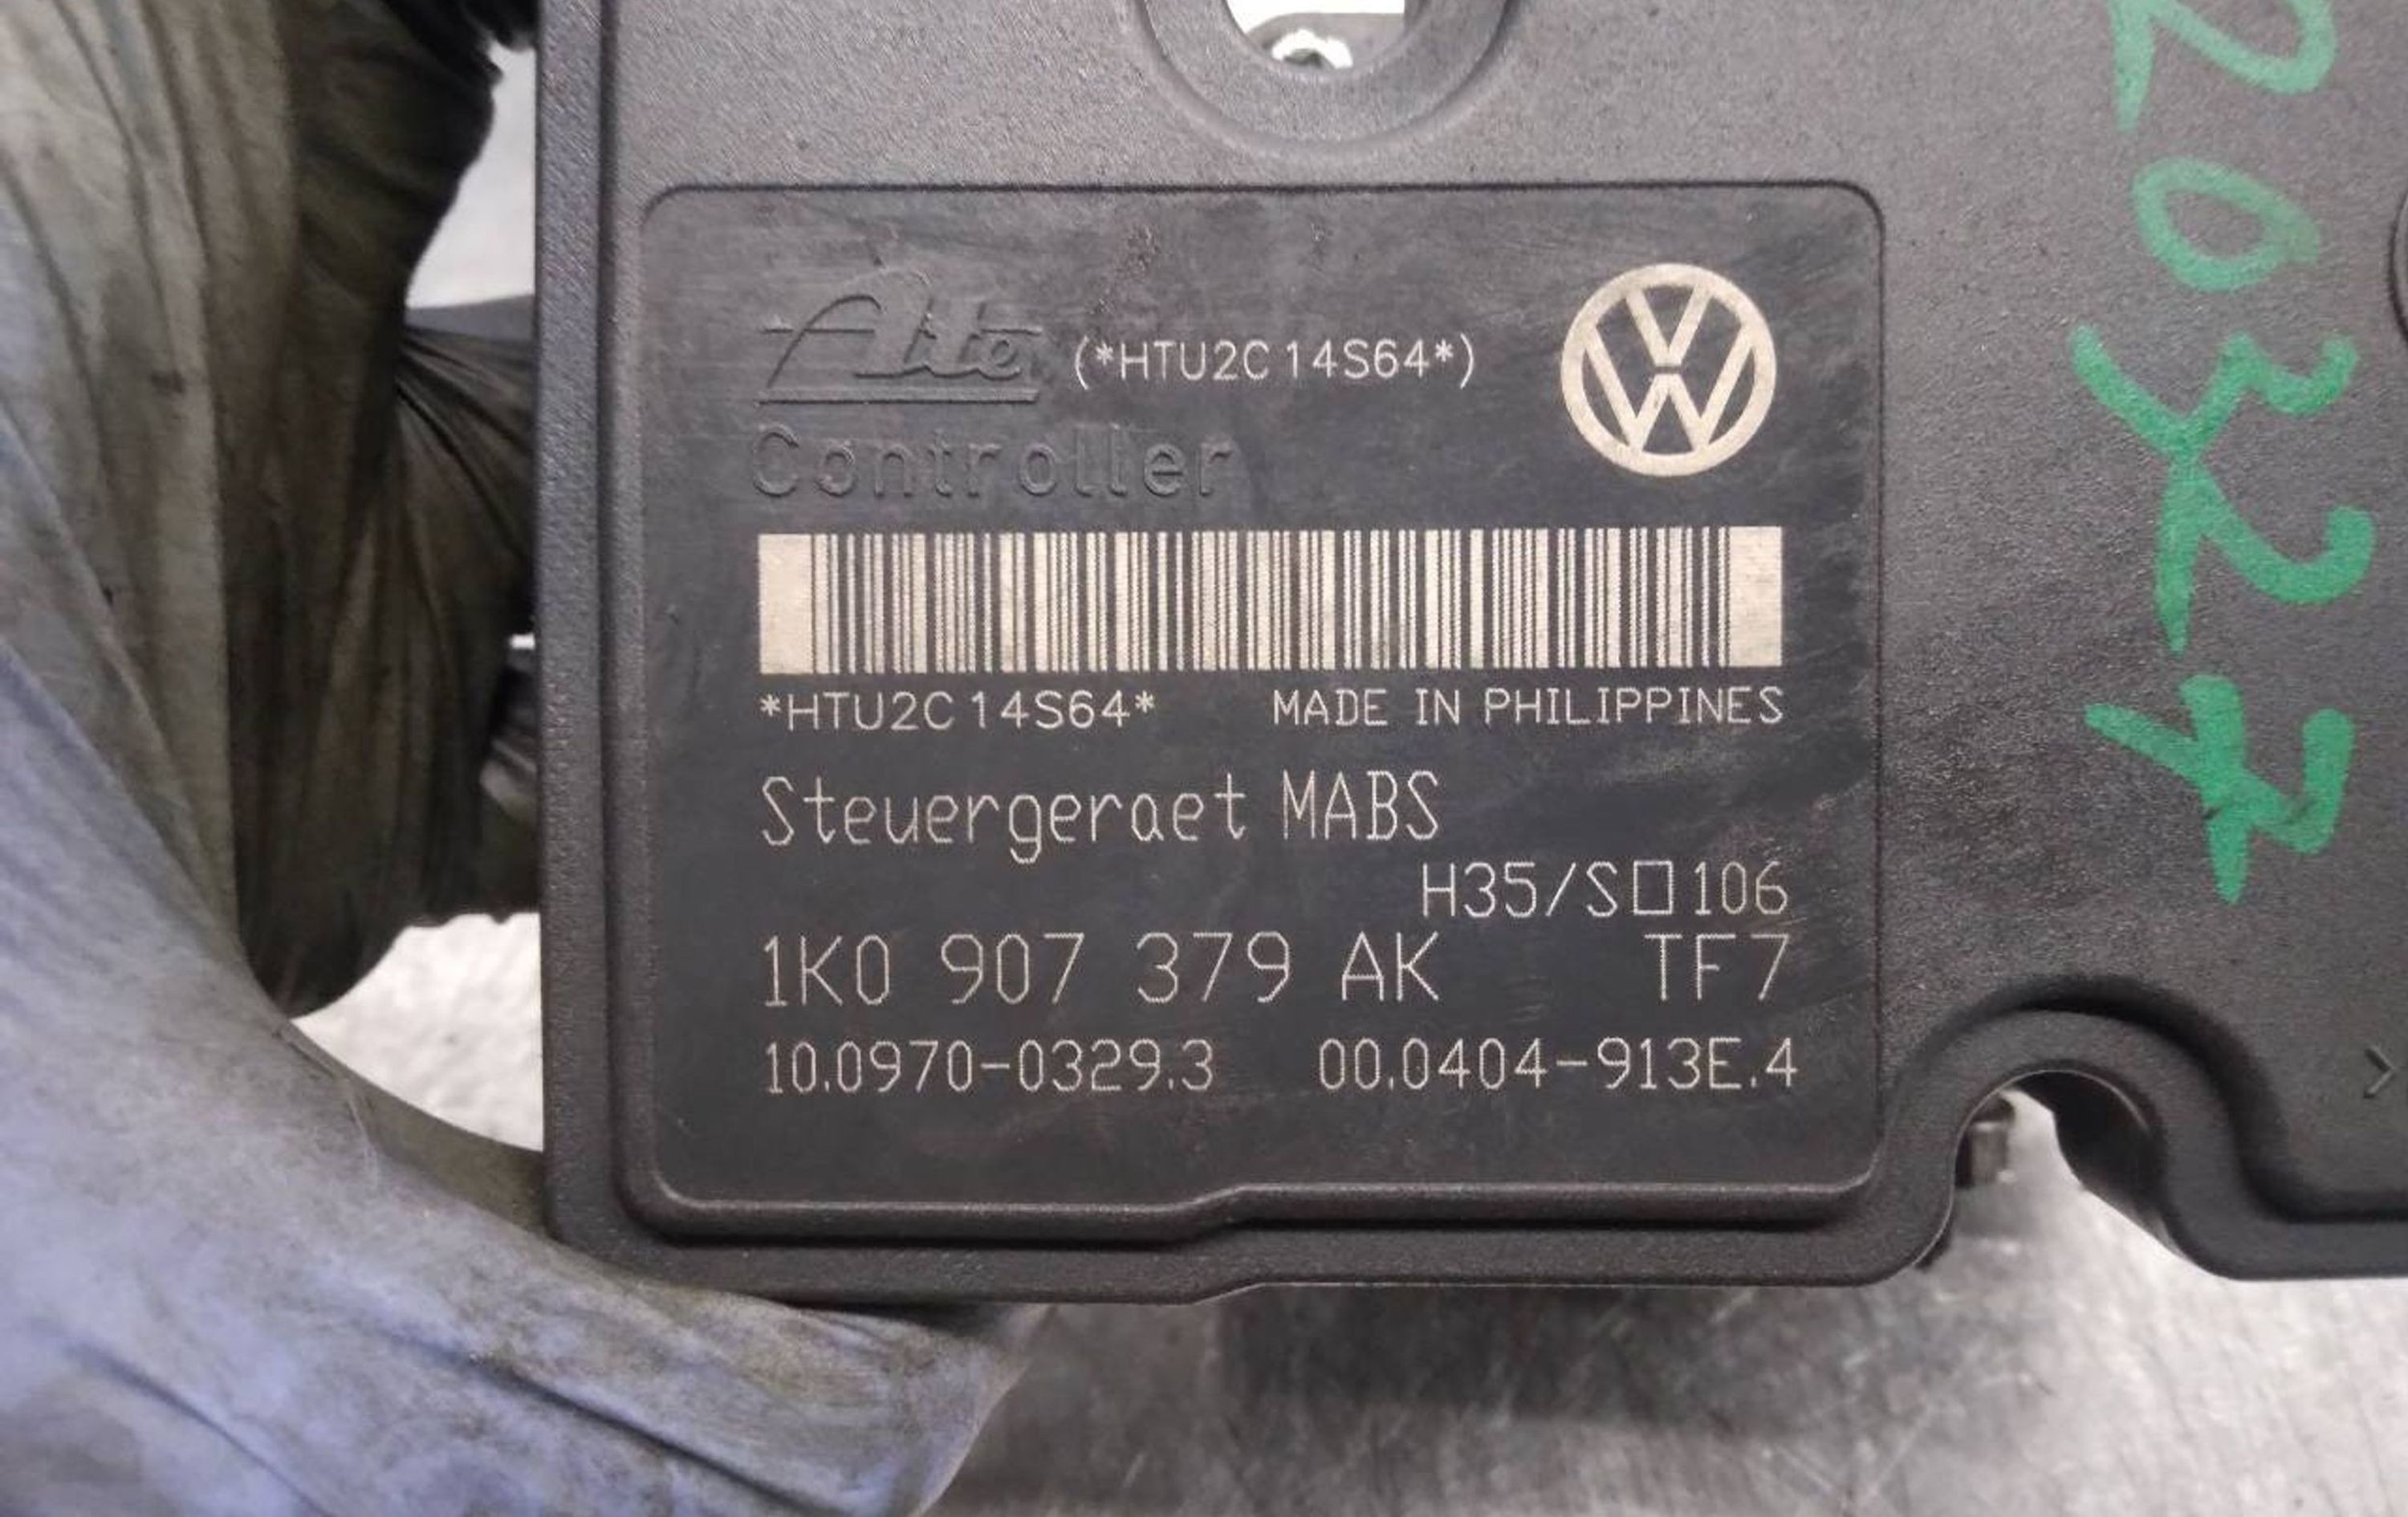 Ate (*HTU2C14S64*)
Controller
*HTU2C14S64* MADE IN PHILIPPINES
Steuergeraet MABS
H35/S□106
1K0 907 379 AK TF7
10.0970-0329.3 00.0404-913E.4